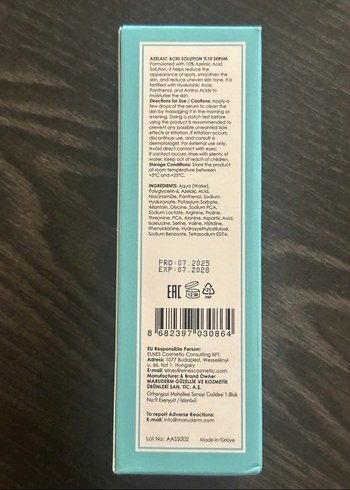 AZELAIC ACID SOLUTION %10 SERUM
Formulated with 10% Azelaic Acid
Solution, it helps reduce the
appearance of spots, smoothen the
skin, and reduce uneven skin tone. It is
fortified with Hyaluronic Acid,
Panthenol, and Amino Acids to
moisturize the skin.
Directions for Use / Cautions: Apply a
few drops of the serum to clean the
skin by massaging it in the morning or
evening. Doing a patch test before
using the product is recommended to
prevent any possible unwanted side
effects or irritation. If irritation occurs,
discontinue use, and consult a
dermatologist. For external use only.
Avoid direct contact with eyes;
if contact occurs, rinse with plenty of
water. Keep out of reach of children.
Storage Conditions: Store the product
at room temperature between
+5°C and +25°C.
INGREDIENTS: Aqua (Water),
Polyglycerin-6, Azelaic Acid,
Niacinamide, Panthenol, Sodium
Hyaluronate, Potassium Sorbate,
Allantoin, Glycine, Sodium PCA,
Sodium Lactate, Arginine, Proline,
Threonine, PCA, Alanine, Aspartic Acid,
Isoleucine, Serine, Valine, Histidine,
Phenylalanine, Hydroxyethylcellulose,
Sodium Benzoate, Tetrasodium EDTA.
PRD:07.2025
EXP:07.2028
EAC 12 M 21 PAP
8 682397 030864
EU Responsible Person:
ELNES Cosmetic Consulting KFT,
Adress: 1077 Budapest, Wesselényi
u. 66. fszt 1. Hungary
E-mail: elnes@elnescosmetic.com
Manufacturer & Brand Owner
MARUDERM GÜZELLİK VE KOZMETİK
ÜRÜNLERİ SAN. TİC. A.Ş.
Orhangazi Mahallesi Sanayi Caddesi 1.Blok
No:9 Esenyurt / İstanbul
To report Adverse Reactions:
E-mail: info@maruderm.com
Lot No: AASS002 Made in Türkiye